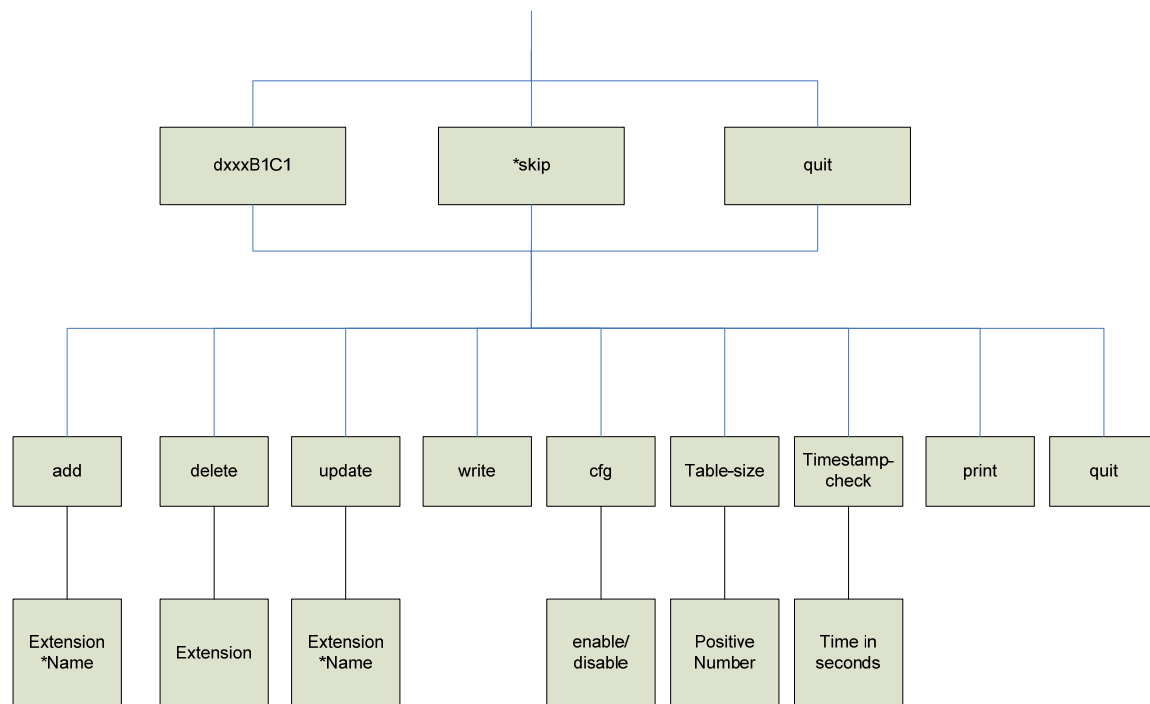 dxxxB1C1
*skip
quit
add
delete
update
write
cfg
Table-size
Timestamp-
check
print
quit
Extension
*Name
Extension
Extension
*Name
enable/
disable
Positive
Number
Time in
seconds